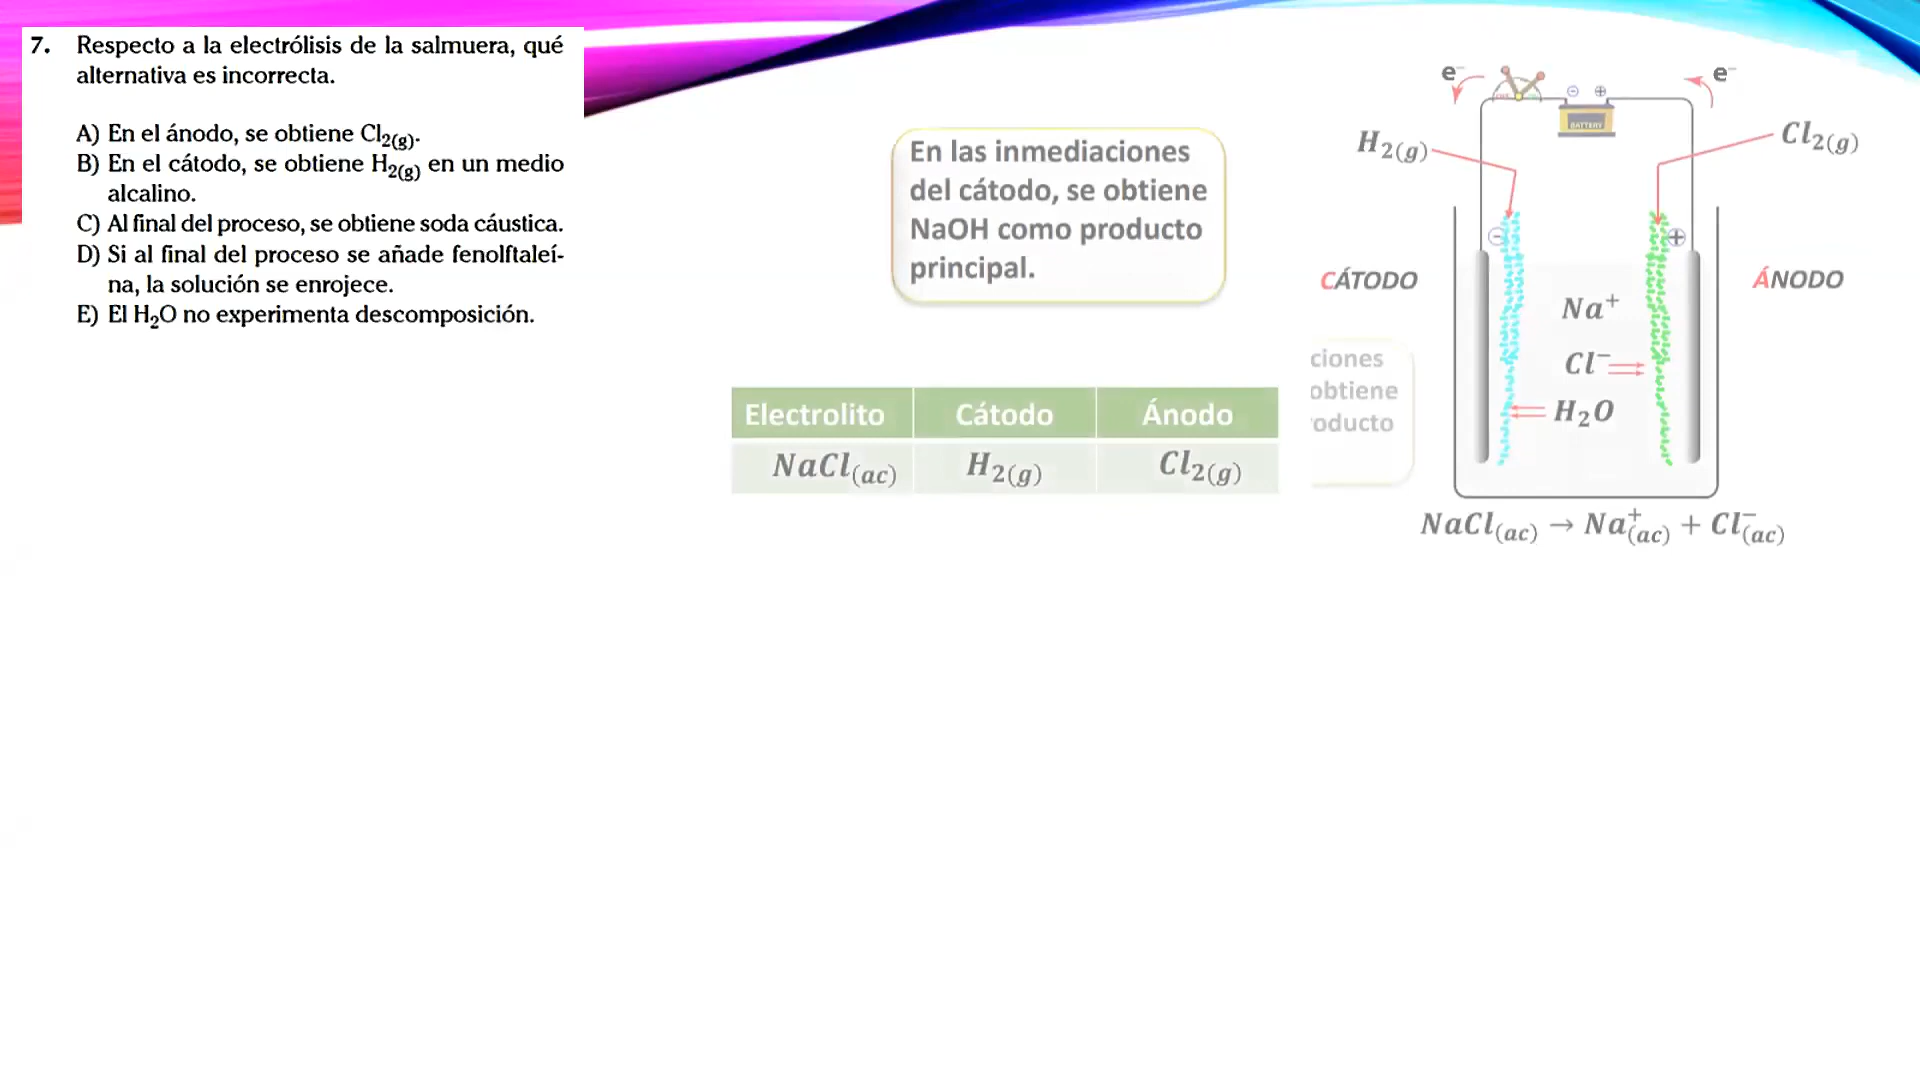 7. Respecto a la electrólisis de la salmuera, qué
alternativa es incorrecta.
A) En el ánodo, se obtiene Cl2(g).
B) En el cátodo, se obtiene H2(g) en un medio
alcalino.
C) Al final del proceso, se obtiene soda cáustica.
D) Si al final del proceso se añade fenolftaleí-
na, la solución se enrojece.
E) El H2O no experimenta descomposición.
En las inmediaciones
del cátodo, se obtiene
NaOH como producto
principal.
Electrolito Cátodo Ánodo
NaCl(ac) H2(g) Cl2(g)
ciones
obtiene
oducto
e⁻ e⁻
⊖ ⊕
BATTERY
H2(g) Cl2(g)
⊖ ⊕
CÁTODO ÁNODO
Na⁺
Cl⁻
H2O
NaCl(ac) → Na⁺(ac) + Cl⁻(ac)